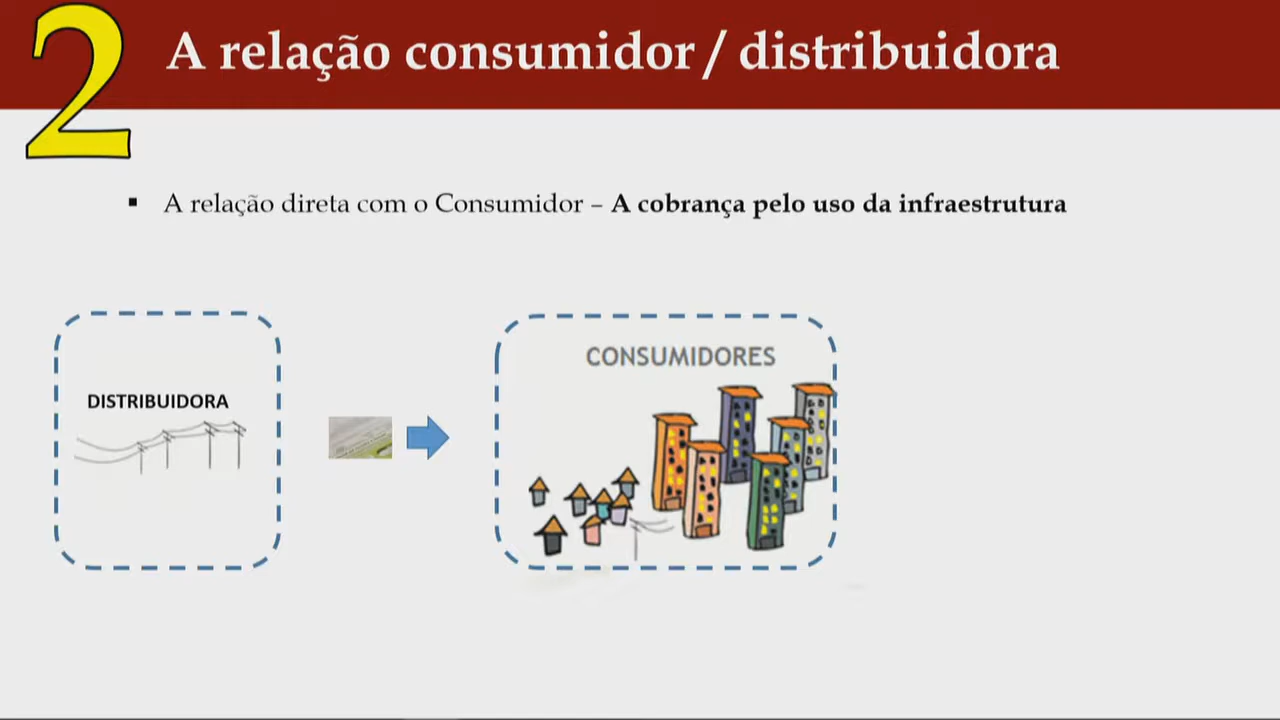 2
A relação consumidor / distribuidora
▪ A relação direta com o Consumidor – A cobrança pelo uso da infraestrutura
DISTRIBUIDORA
CONSUMIDORES